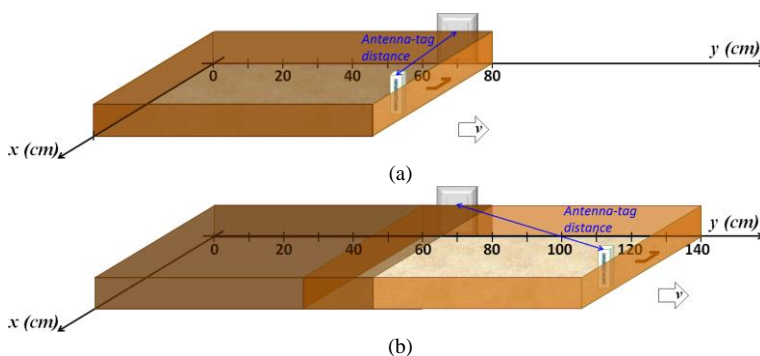 Antenna-tag
distance
y (cm)
0 20 40 60 80
x (cm)
v
(a)
Antenna-tag
distance
y (cm)
0 20 40 60 80 100 120 140
x (cm)
v
(b)